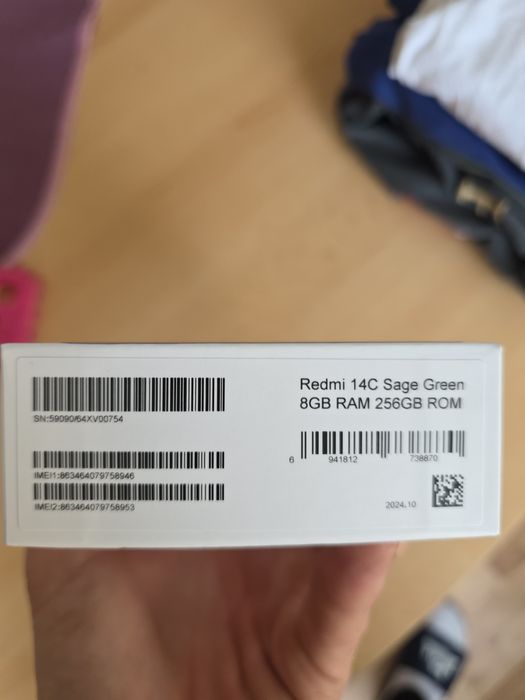 SN:59090/64XV00754
IMEI1:863464079758946
IMEI2:863464079758953
Redmi 14C Sage Green
8GB RAM 256GB ROM
6 941812 738870
2024.10